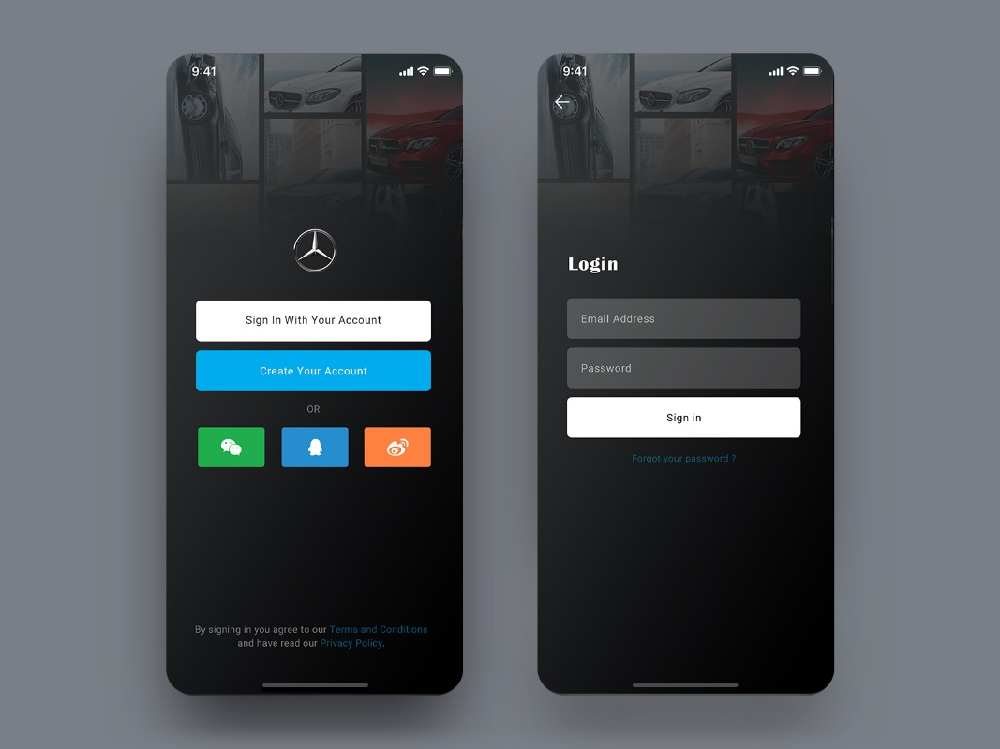 9:41
Sign In With Your Account
Create Your Account
OR
By signing in you agree to our Terms and Conditions
and have read our Privacy Policy.
9:41
Login
Email Address
Password
Sign in
Forgot your password ?